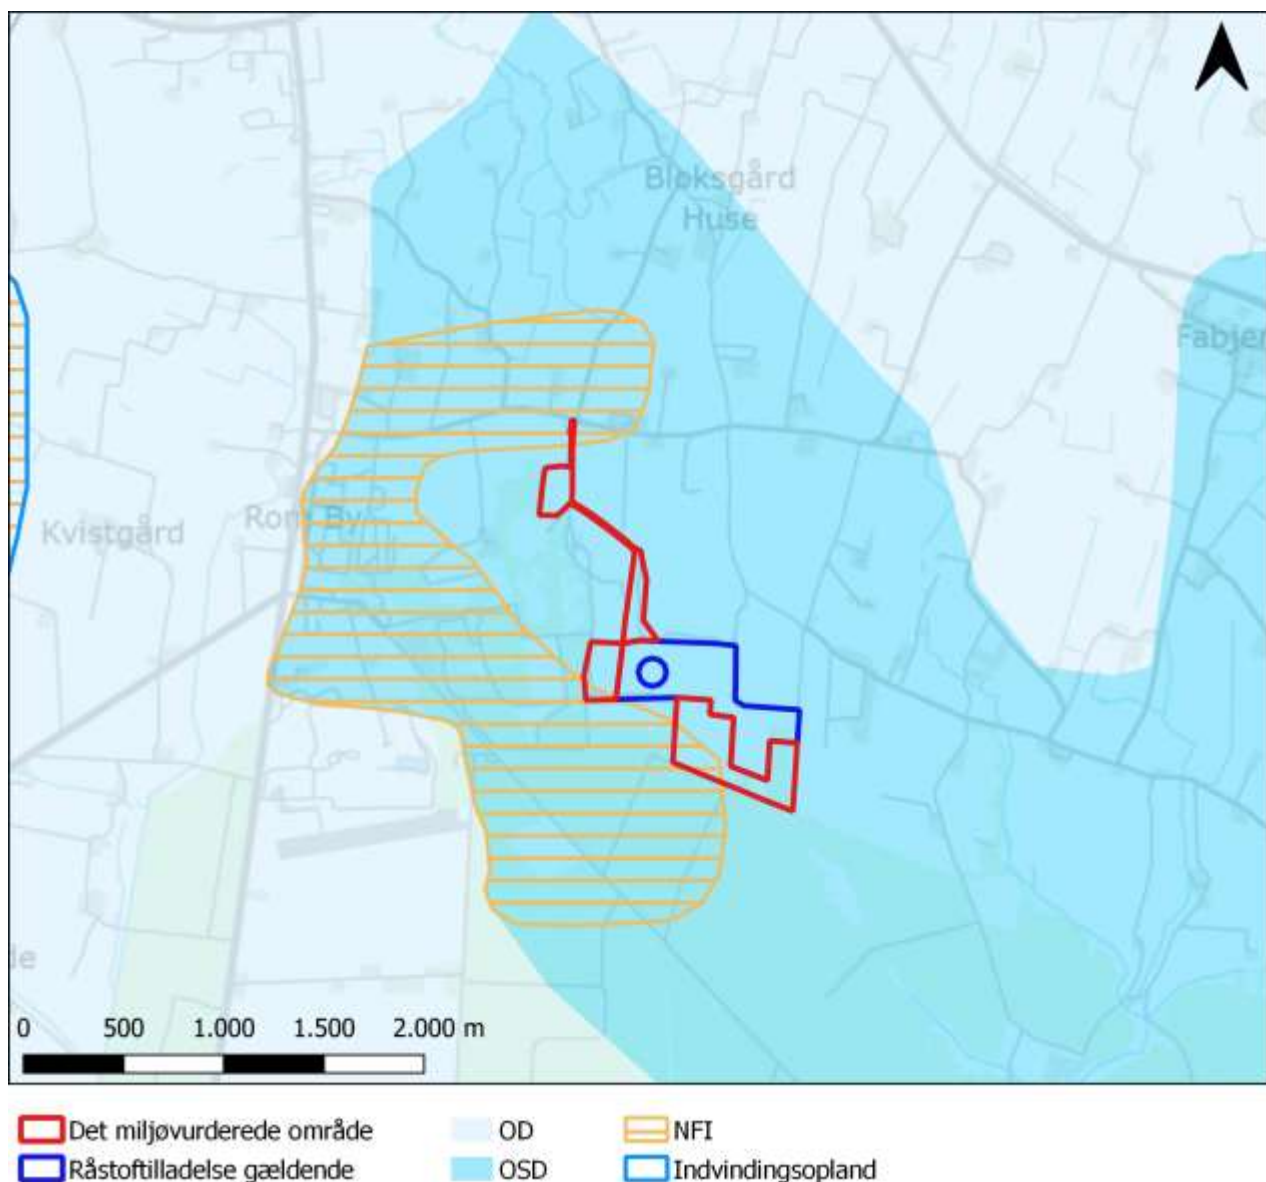 Bloksgård
Huse
Fabjer
Kvistgård
Rom By
de
0 500 1.000 1.500 2.000 m
Det miljøvurderede område OD NFI
Råstoftilladelse gældende OSD Indvindingsopland